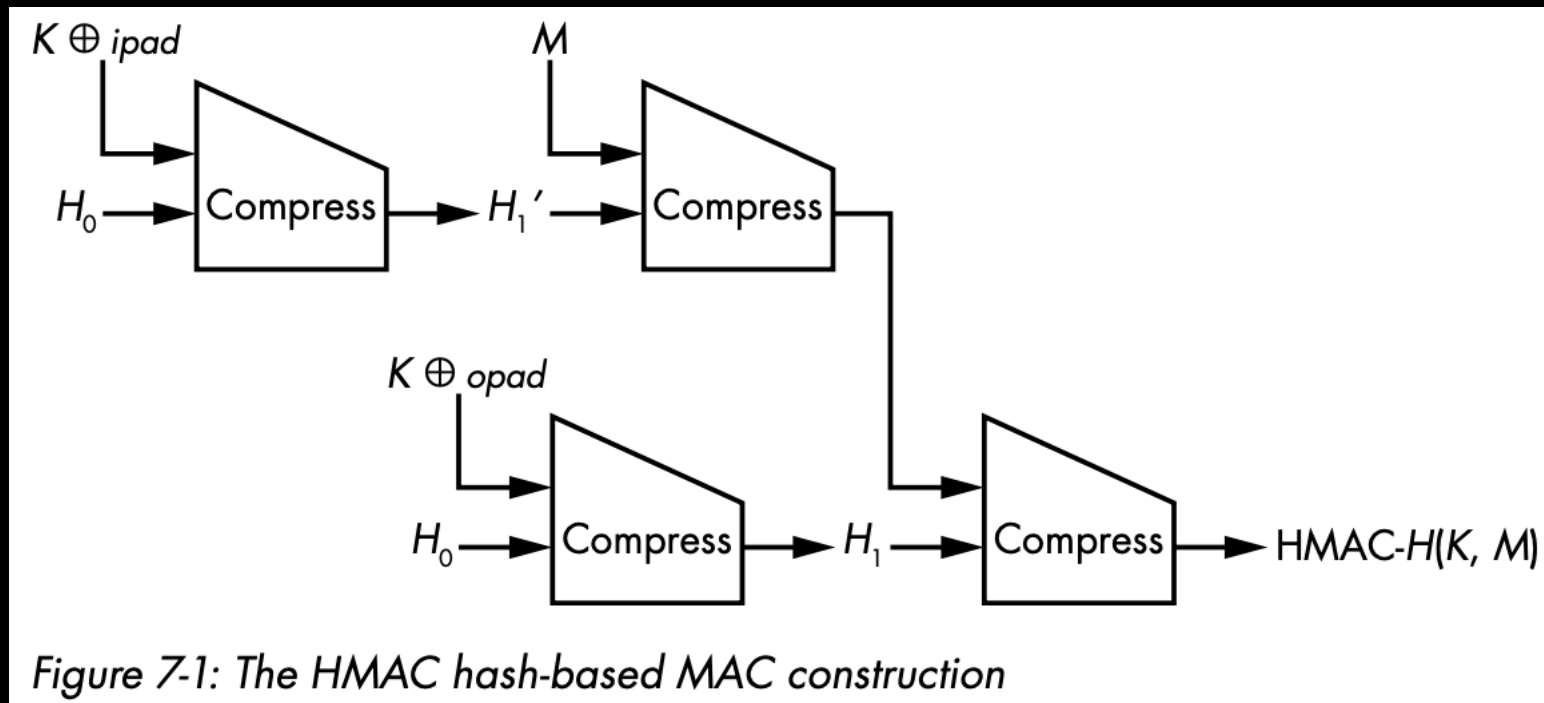 K ⊕ ipad
M
Compress
Compress
H₀
H₁′
K ⊕ opad
Compress
Compress
H₀
H₁
HMAC-H(K, M)
Figure 7-1: The HMAC hash-based MAC construction